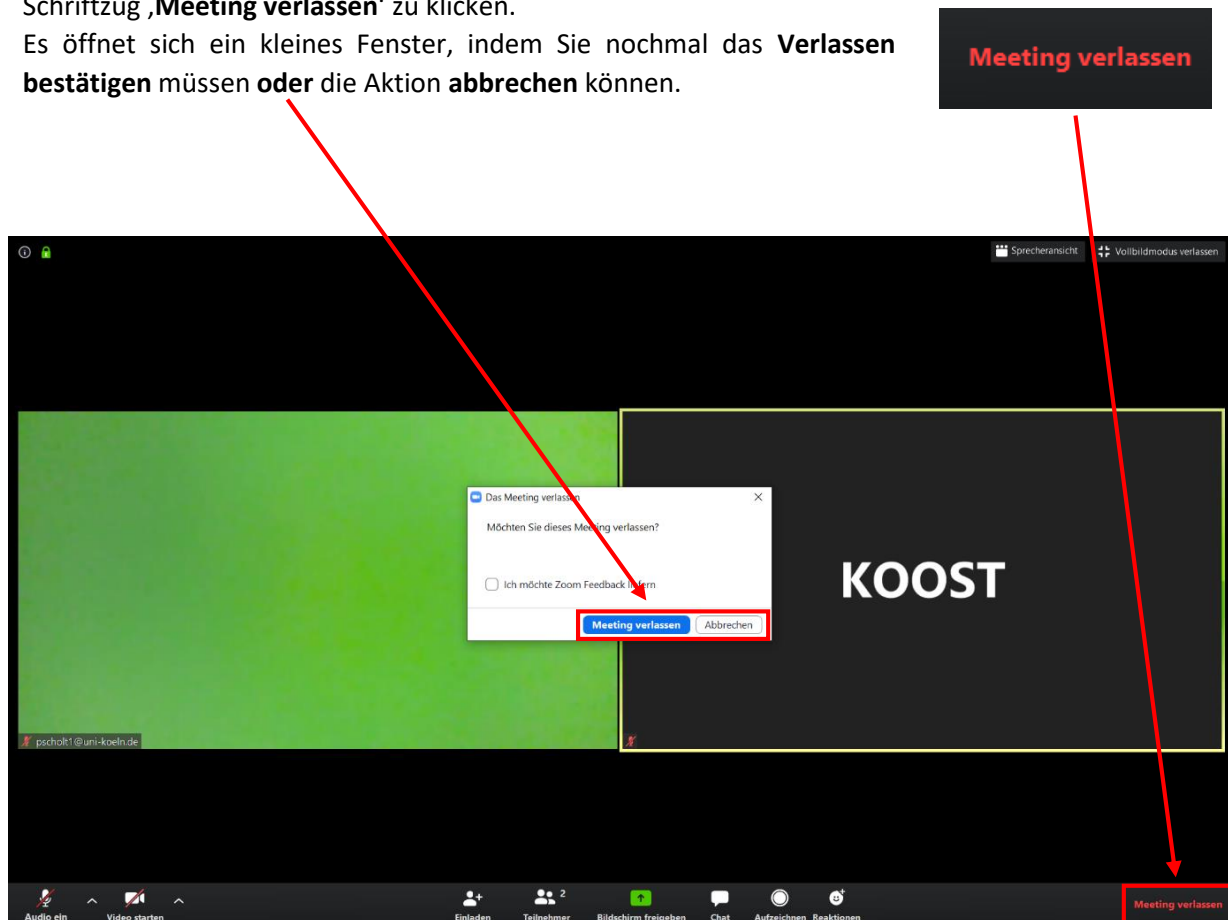 Schriftzug ‚Meeting verlassen‘ zu klicken.
Es öffnet sich ein kleines Fenster, indem Sie nochmal das Verlassen
bestätigen müssen oder die Aktion abbrechen können.
Meeting verlassen
Sprecheransicht
Vollbildmodus verlassen
Das Meeting verlassen
Möchten Sie dieses Meeting verlassen?
Ich möchte Zoom Feedback liefern
Meeting verlassen
Abbrechen
KOOST
pscholt1@uni-koeln.de
Audio ein
Video starten
Einladen
Teilnehmer
2
Bildschirm freigeben
Chat
Aufzeichnen
Reaktionen
Meeting verlassen